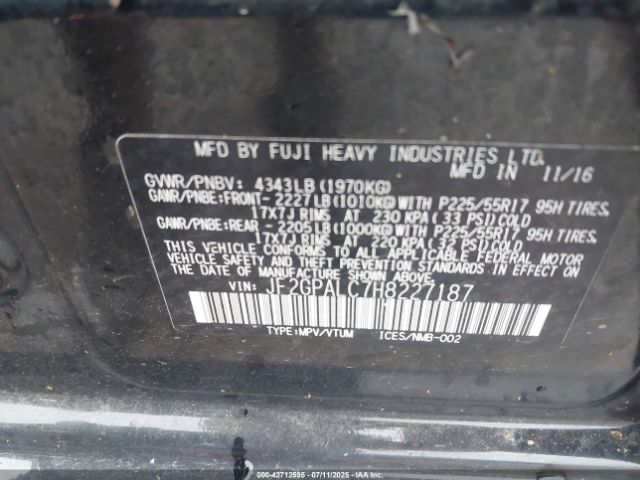 MFD BY FUJI HEAVY INDUSTRIES LTD.
MFD IN 11/16
GVWR/PNBV: 4343LB(1970KG)
GAWR/PNBE:FRONT-2227LB(1010KG) WITH P225/55R17 95H TIRES,
17X7J RIMS AT 230 KPA(33 PSI)COLD
GAWR/PNBE:REAR -2205LB(1000KG) WITH P225/55R17 95H TIRES,
17X7J RIMS AT 220 KPA(32 PSI)COLD
THIS VEHICLE CONFORMS TO ALL APPLICABLE FEDERAL MOTOR
VEHICLE SAFETY AND THEFT PREVENTION STANDARDS IN EFFECT
ON THE DATE OF MANUFACTURE SHOWN ABOVE.
VIN: JF2GPALC7H8227187
TYPE:MPV/VTUM ICES/NMB-002
000-42712595 - 07/11/2025 - IAAI.COM